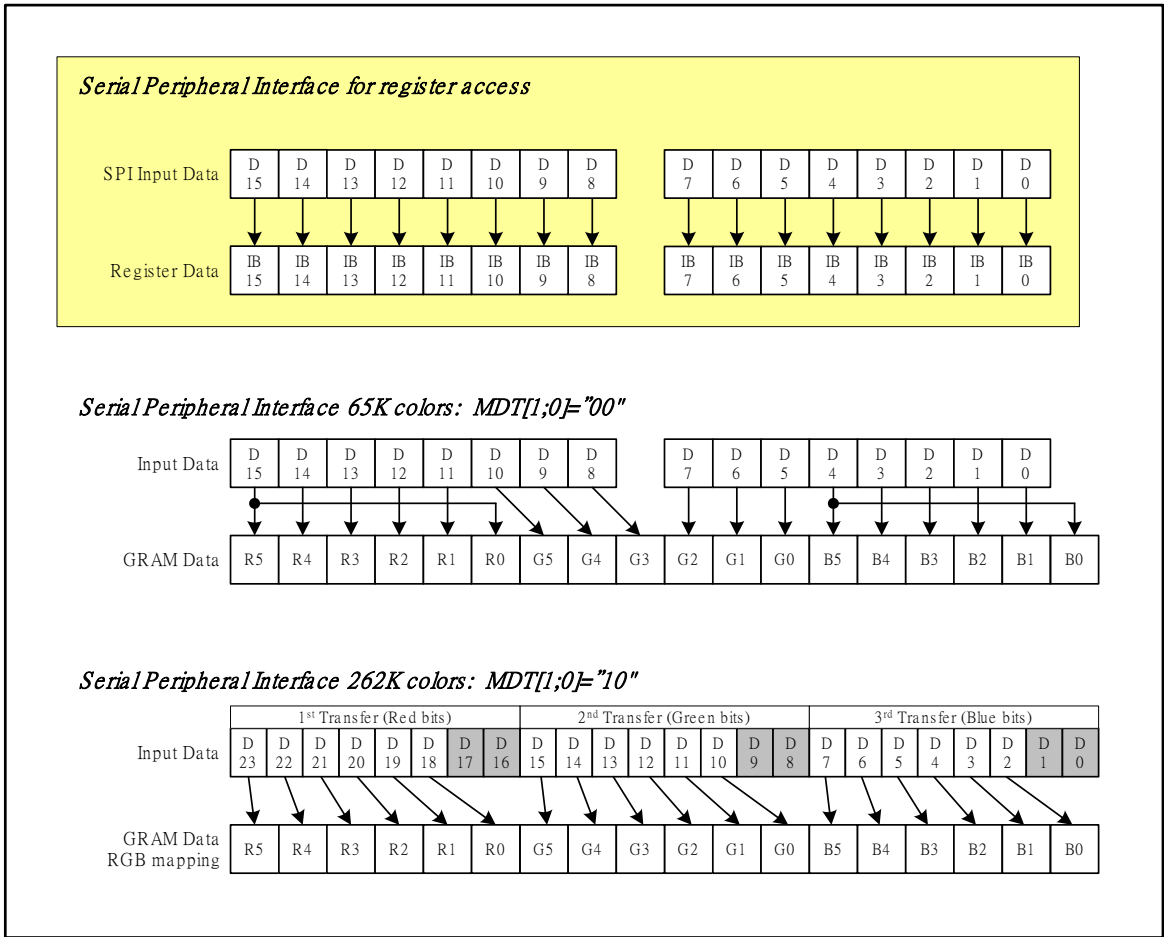 Serial Peripheral Interface for register access
SPI Input Data D 15 D 14 D 13 D 12 D 11 D 10 D 9 D 8 D 7 D 6 D 5 D 4 D 3 D 2 D 1 D 0
Register Data IB 15 IB 14 IB 13 IB 12 IB 11 IB 10 IB 9 IB 8 IB 7 IB 6 IB 5 IB 4 IB 3 IB 2 IB 1 IB 0
Serial Peripheral Interface 65K colors: MDT[1;0]=”00"
Input Data D 15 D 14 D 13 D 12 D 11 D 10 D 9 D 8 D 7 D 6 D 5 D 4 D 3 D 2 D 1 D 0
GRAM Data R5 R4 R3 R2 R1 R0 G5 G4 G3 G2 G1 G0 B5 B4 B3 B2 B1 B0
Serial Peripheral Interface 262K colors: MDT[1;0]=”10"
1st Transfer (Red bits) 2nd Transfer (Green bits) 3rd Transfer (Blue bits)
Input Data D 23 D 22 D 21 D 20 D 19 D 18 D 17 D 16 D 15 D 14 D 13 D 12 D 11 D 10 D 9 D 8 D 7 D 6 D 5 D 4 D 3 D 2 D 1 D 0
GRAM Data
RGB mapping R5 R4 R3 R2 R1 R0 G5 G4 G3 G2 G1 G0 B5 B4 B3 B2 B1 B0